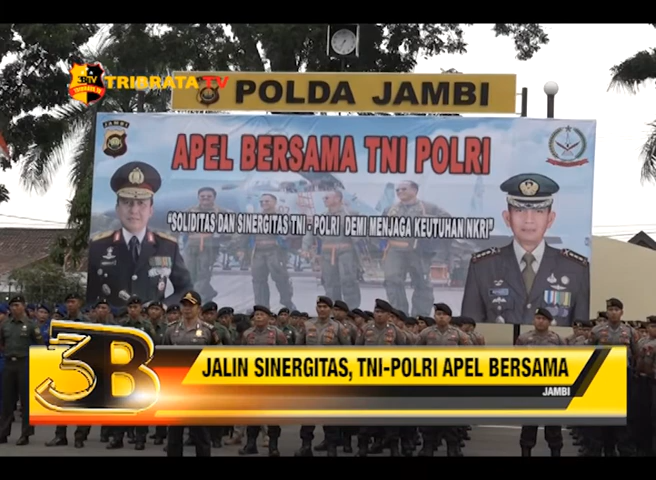 TRIBRATA TV
POLDA JAMBI
JAMBI
APEL BERSAMA TNI POLRI
"SOLIDITAS DAN SINERGITAS TNI - POLRI DEMI MENJAGA KEUTUHAN NKRI"
3B
JALIN SINERGITAS, TNI-POLRI APEL BERSAMA
JAMBI